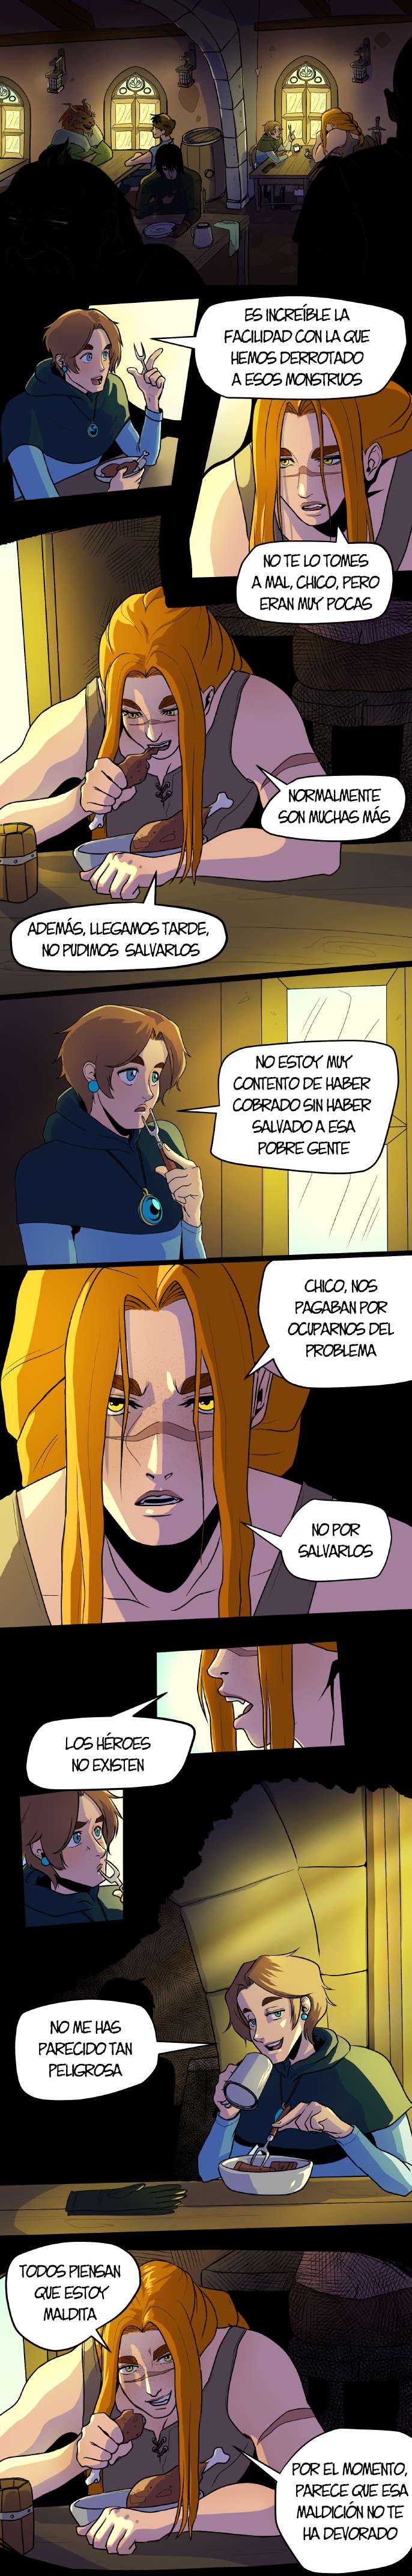 ES INCREÍBLE LA
FACILIDAD CON LA QUE
HEMOS DERROTADO
A ESOS MONSTRUOS
NO TE LO TOMES
A MAL, CHICO, PERO
ERAN MUY POCAS
NORMALMENTE
SON MUCHAS MÁS
ADEMÁS, LLEGAMOS TARDE,
NO PUDIMOS SALVARLOS
NO ESTOY MUY
CONTENTO DE HABER
COBRADO SIN HABER
SALVADO A ESA
POBRE GENTE
CHICO, NOS
PAGABAN POR
OCUPARNOS DEL
PROBLEMA
NO POR
SALVARLOS
LOS HÉROES
NO EXISTEN
NO ME HAS
PARECIDO TAN
PELIGROSA
TODOS PIENSAN
QUE ESTOY
MALDITA
POR EL MOMENTO,
PARECE QUE ESA
MALDICIÓN NO TE
HA DEVORADO